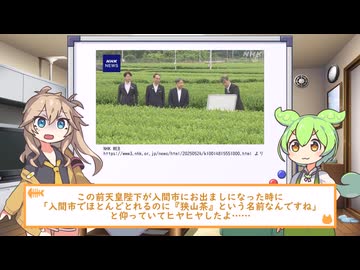 NHK
NEWS
NHK
NHK WEB
https://www3.nhk.or.jp/news/html/20250524/k10014815551000.html より
この前天皇陛下が入間市にお出ましになった時に
「入間市でほとんどとれるのに『狭山茶』という名前なんですね」
と仰っていてヒヤヒヤしたよ……